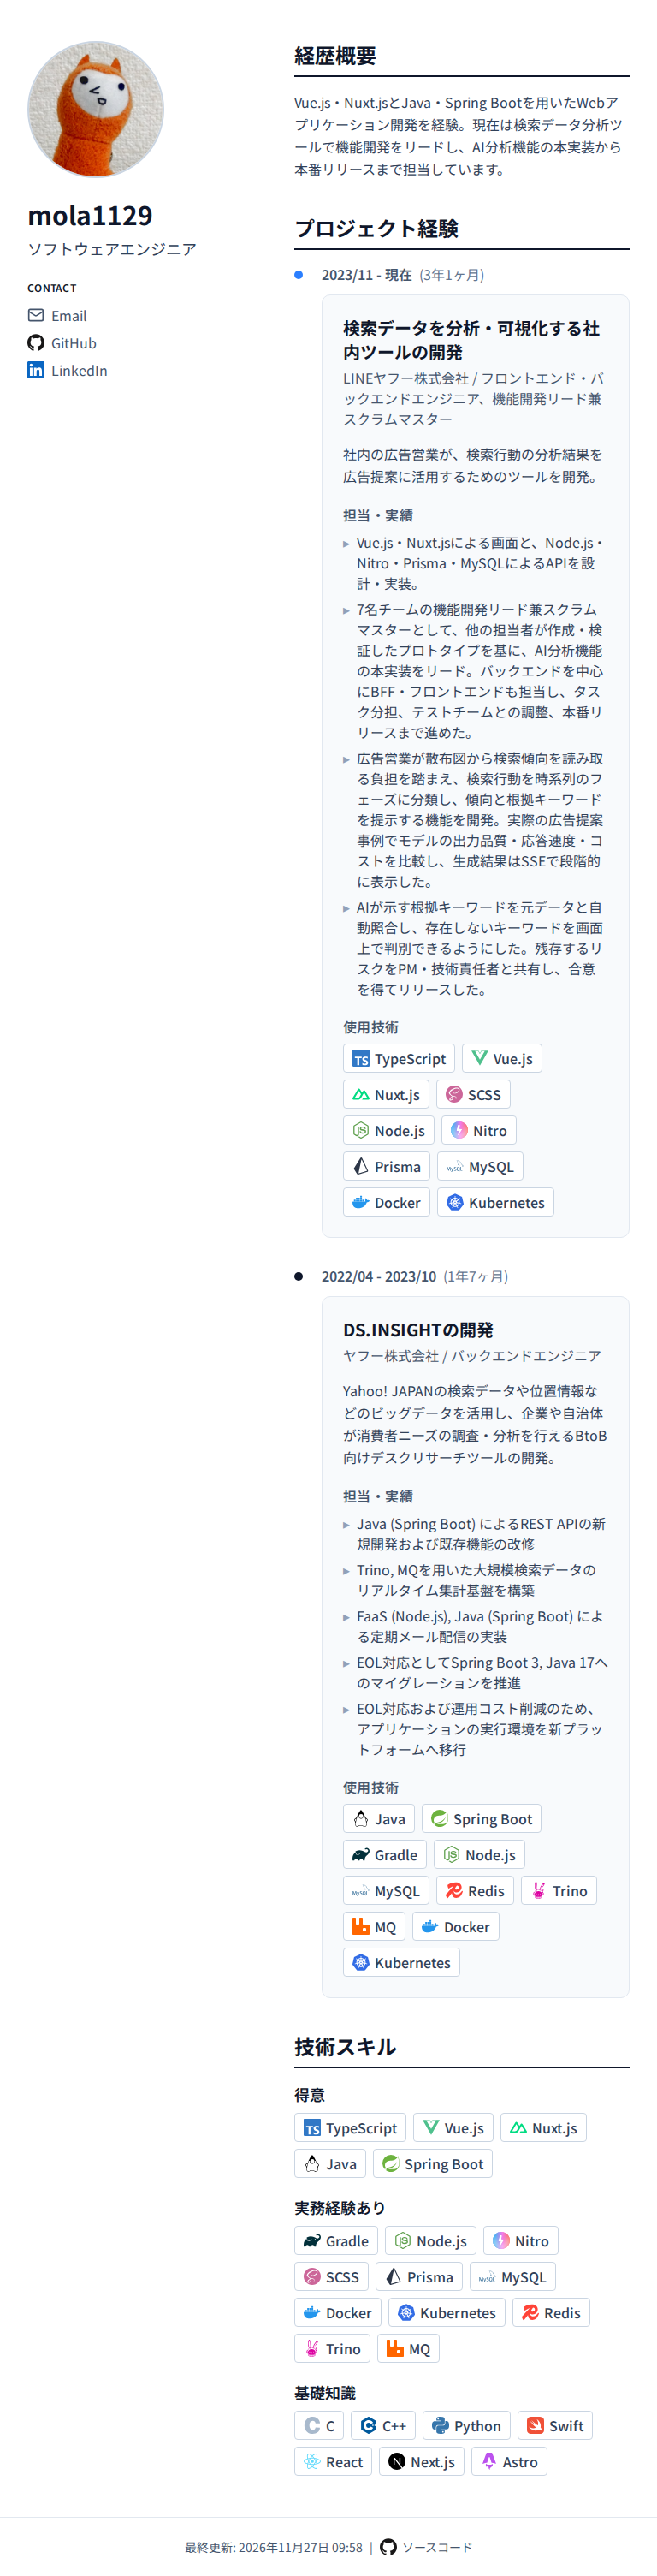 mola1129
ソフトウェアエンジニア
CONTACT
Email
GitHub
LinkedIn
経歴概要
Vue.js・Nuxt.jsとJava・Spring Bootを用いたWebア
プリケーション開発を経験。現在は検索データ分析ツ
ールで機能開発をリードし、AI分析機能の本実装から
本番リリースまで担当しています。
プロジェクト経験
2023/11 - 現在 (3年1ヶ月)
検索データを分析・可視化する社
内ツールの開発
LINEヤフー株式会社 / フロントエンド・バ
ックエンドエンジニア、機能開発リード兼
スクラムマスター
社内の広告営業が、検索行動の分析結果を
広告提案に活用するためのツールを開発。
担当・実績
▸ Vue.js・Nuxt.jsによる画面と、Node.js・
Nitro・Prisma・MySQLによるAPIを設
計・実装。
▸ 7名チームの機能開発リード兼スクラム
マスターとして、他の担当者が作成・検
証したプロトタイプを基に、AI分析機能
の本実装をリード。バックエンドを中心
にBFF・フロントエンドも担当し、タス
ク分担、テストチームとの調整、本番リ
リースまで進めた。
▸ 広告営業が散布図から検索傾向を読み取
る負担を踏まえ、検索行動を時系列のフ
ェーズに分類し、傾向と根拠キーワード
を提示する機能を開発。実際の広告提案
事例でモデルの出力品質・応答速度・コ
ストを比較し、生成結果はSSEで段階的
に表示した。
▸ AIが示す根拠キーワードを元データと自
動照合し、存在しないキーワードを画面
上で判別できるようにした。残存するリ
スクをPM・技術責任者と共有し、合意
を得てリリースした。
使用技術
TypeScript Vue.js
Nuxt.js SCSS
Node.js Nitro
Prisma MySQL
Docker Kubernetes
2022/04 - 2023/10 (1年7ヶ月)
DS.INSIGHTの開発
ヤフー株式会社 / バックエンドエンジニア
Yahoo! JAPANの検索データや位置情報な
どのビッグデータを活用し、企業や自治体
が消費者ニーズの調査・分析を行えるBtoB
向けデスクリサーチツールの開発。
担当・実績
▸ Java (Spring Boot) によるREST APIの新
規開発および既存機能の改修
▸ Trino, MQを用いた大規模検索データの
リアルタイム集計基盤を構築
▸ FaaS (Node.js), Java (Spring Boot) によ
る定期メール配信の実装
▸ EOL対応としてSpring Boot 3, Java 17へ
のマイグレーションを推進
▸ EOL対応および運用コスト削減のため、
アプリケーションの実行環境を新プラッ
トフォームへ移行
使用技術
Java Spring Boot
Gradle Node.js
MySQL Redis Trino
MQ Docker
Kubernetes
技術スキル
得意
TypeScript Vue.js Nuxt.js
Java Spring Boot
実務経験あり
Gradle Node.js Nitro
SCSS Prisma MySQL
Docker Kubernetes Redis
Trino MQ
基礎知識
C C++ Python Swift
React Next.js Astro
最終更新: 2026年11月27日 09:58 | ソースコード